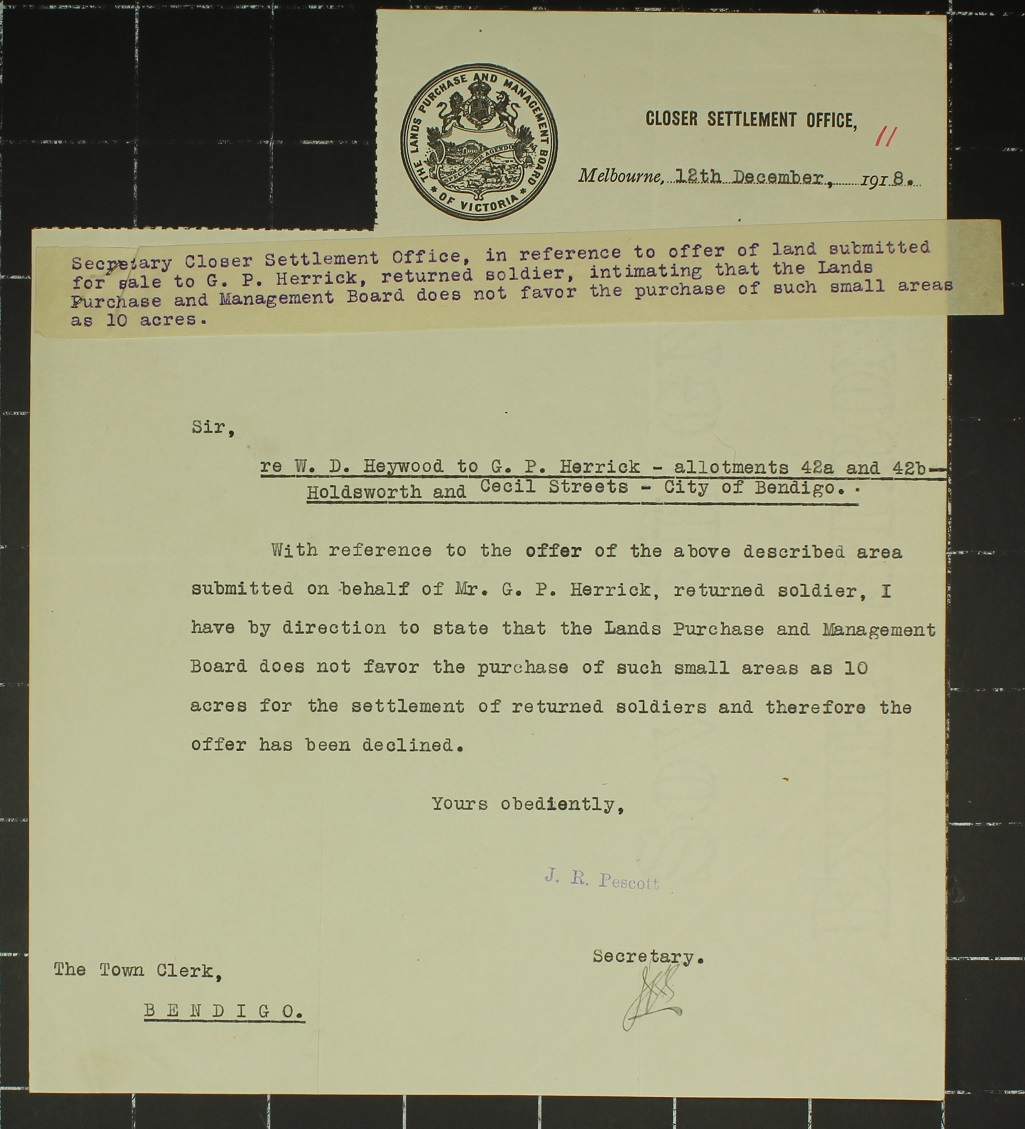 THE LANDS PURCHASE AND MANAGEMENT BOARD
* OF VICTORIA *
CLOSER SETTLEMENT OFFICE,
11
Melbourne, 12th December, 1918.
Secretary Closer Settlement Office, in reference to offer of land submitted
for sale to G. P. Herrick, returned soldier, intimating that the Lands
Purchase and Management Board does not favor the purchase of such small areas
as 10 acres.
Sir,
re W. D. Heywood to G. P. Herrick - allotments 42a and 42b-
Holdsworth and Cecil Streets - City of Bendigo.
With reference to the offer of the above described area
submitted on behalf of Mr. G. P. Herrick, returned soldier, I
have by direction to state that the Lands Purchase and Management
Board does not favor the purchase of such small areas as 10
acres for the settlement of returned soldiers and therefore the
offer has been declined.
Yours obediently,
J. R. Pescott
Secretary.
The Town Clerk,
B E N D I G O.